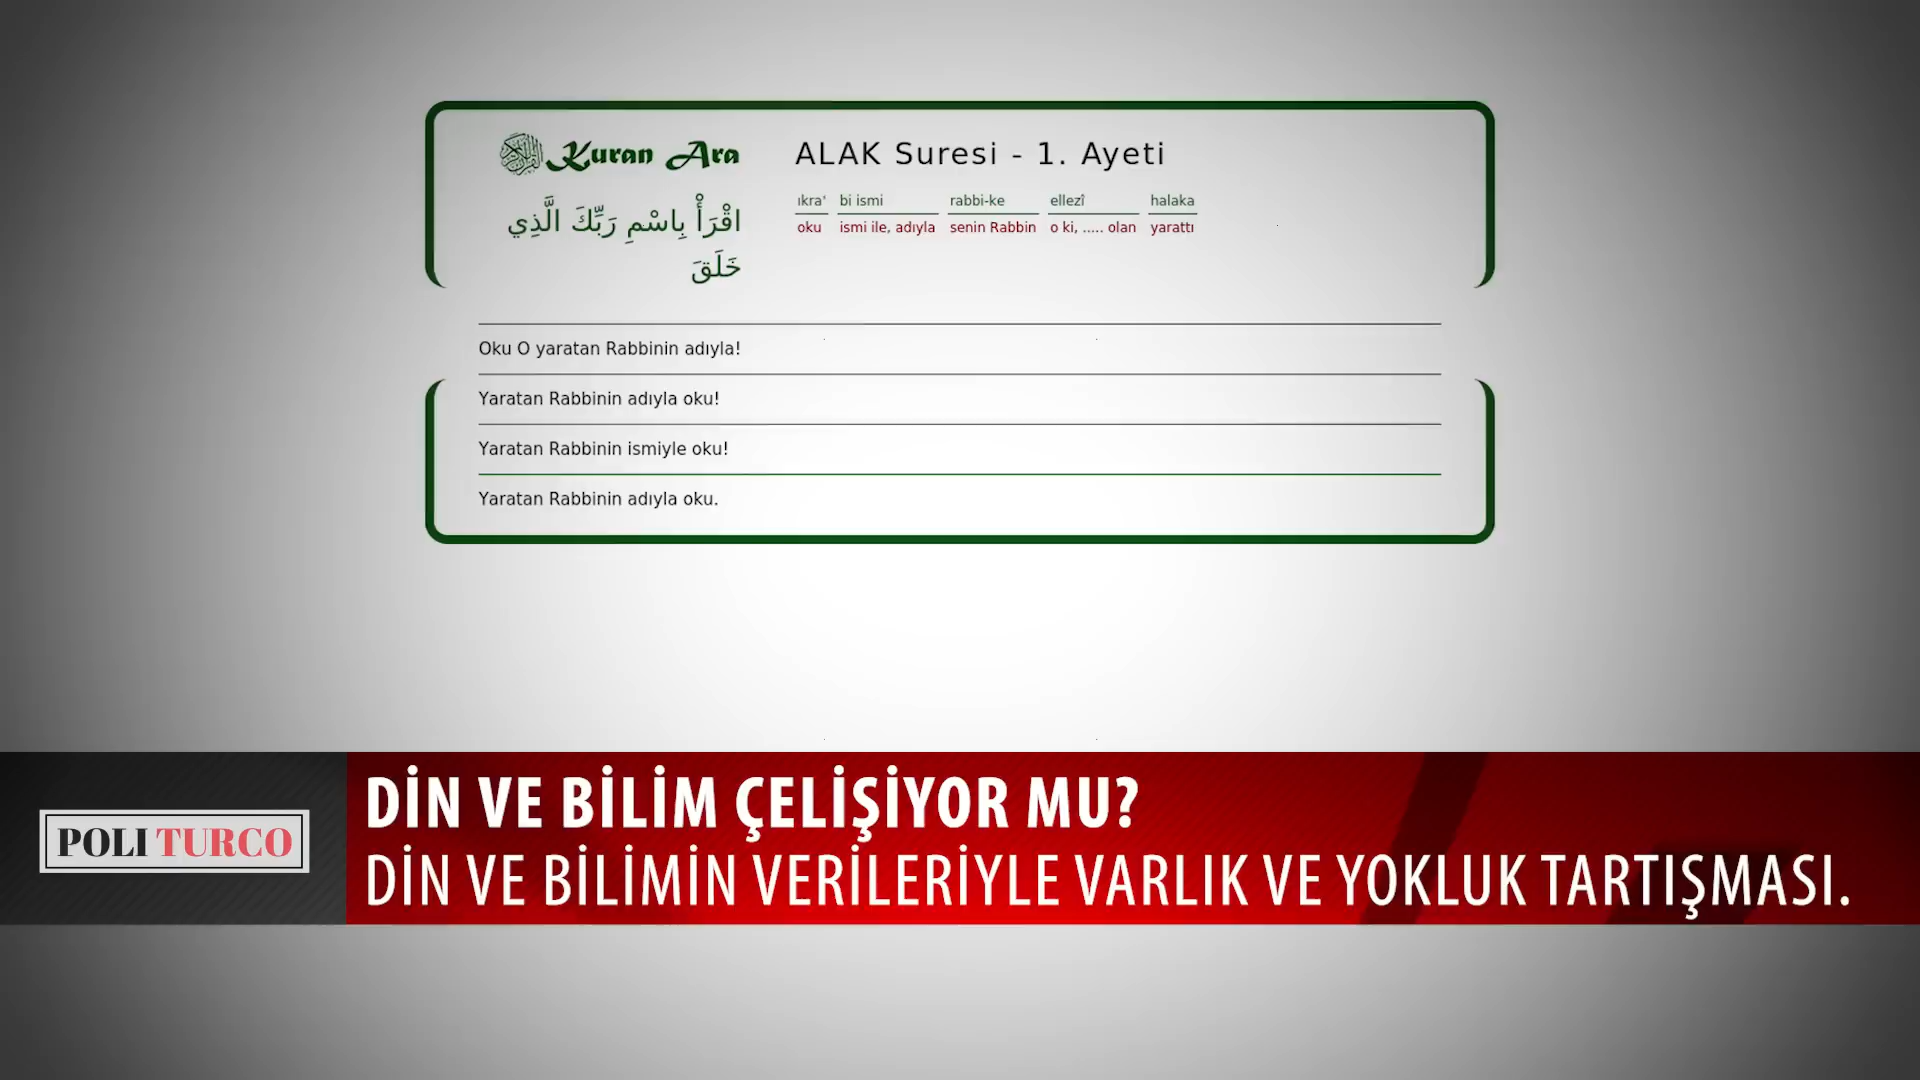 Kuran Ara
اقْرَأْ بِاسْمِ رَبِّكَ الَّذِي
خَلَقَ
ALAK Suresi - 1. Ayeti
ıkra' bi ismi rabbi-ke ellezî halaka
oku ismi ile, adıyla senin Rabbin o ki, ..... olan yarattı
Oku O yaratan Rabbinin adıyla!
Yaratan Rabbinin adıyla oku!
Yaratan Rabbinin ismiyle oku!
Yaratan Rabbinin adıyla oku.
POLITURCO
DİN VE BİLİM ÇELİŞİYOR MU?
DİN VE BİLİMİN VERİLERİYLE VARLIK VE YOKLUK TARTIŞMASI.